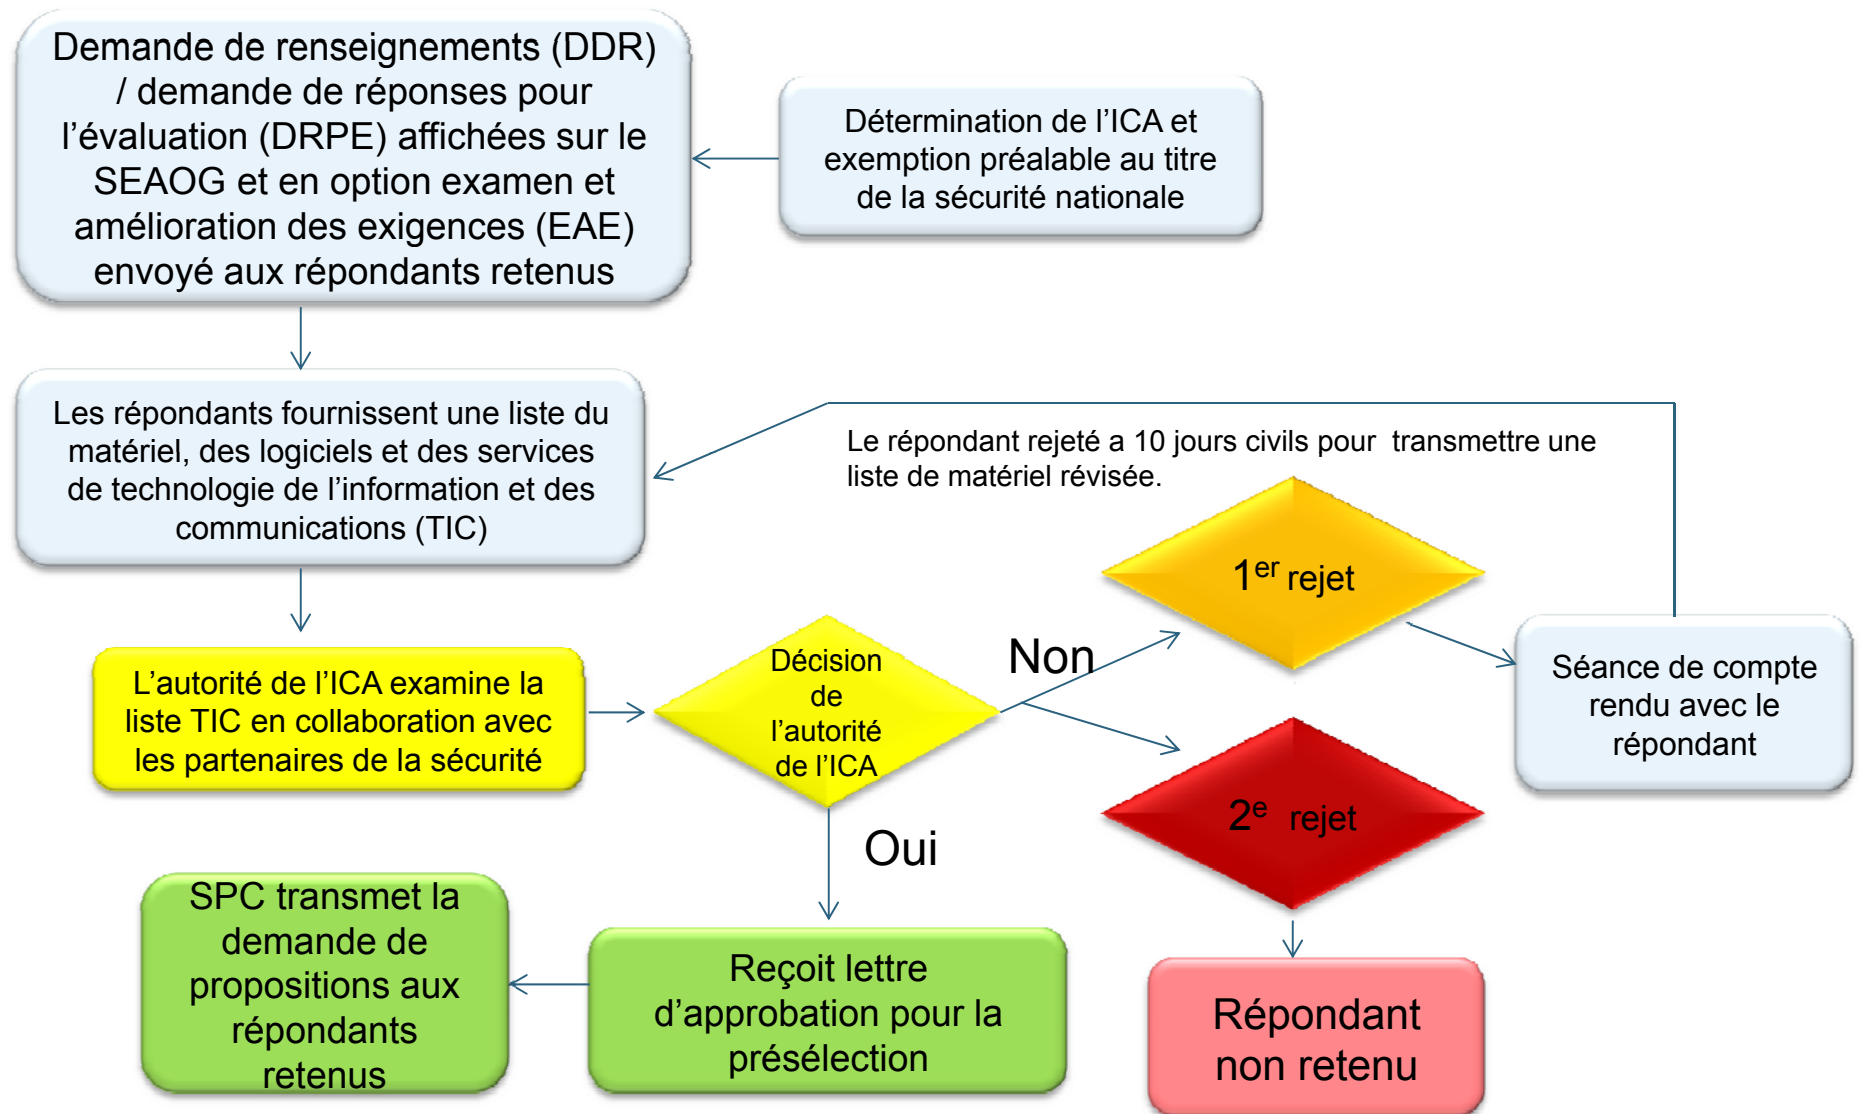 Demande de renseignements (DDR)
/ demande de réponses pour
l’évaluation (DRPE) affichées sur le
SEAOG et en option examen et
amélioration des exigences (EAE)
envoyé aux répondants retenus
Détermination de l’ICA et
exemption préalable au titre
de la sécurité nationale
Les répondants fournissent une liste du
matériel, des logiciels et des services
de technologie de l’information et des
communications (TIC)
Le répondant rejeté a 10 jours civils pour  transmettre une
liste de matériel révisée.
L’autorité de l’ICA examine la
liste TIC en collaboration avec
les partenaires de la sécurité
Décision
de
l’autorité
de l’ICA
Non
1er rejet
Séance de compte
rendu avec le
répondant
2e  rejet
Oui
SPC transmet la
demande de
propositions aux
répondants
retenus
Reçoit lettre
d’approbation pour la
présélection
Répondant
non retenu